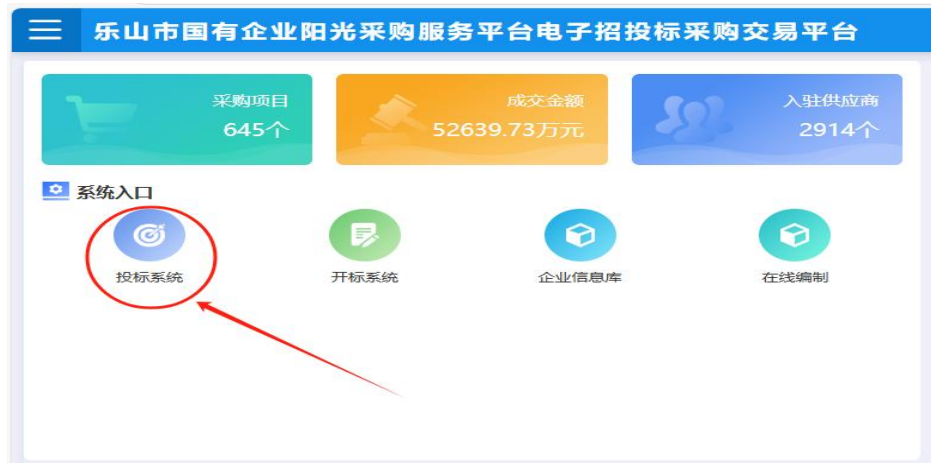 乐山市国有企业阳光采购服务平台电子招投标采购交易平台
采购项目
645个
成交金额
52639.73万元
入驻供应商
2914个
系统入口
投标系统
开标系统
企业信息库
在线编制